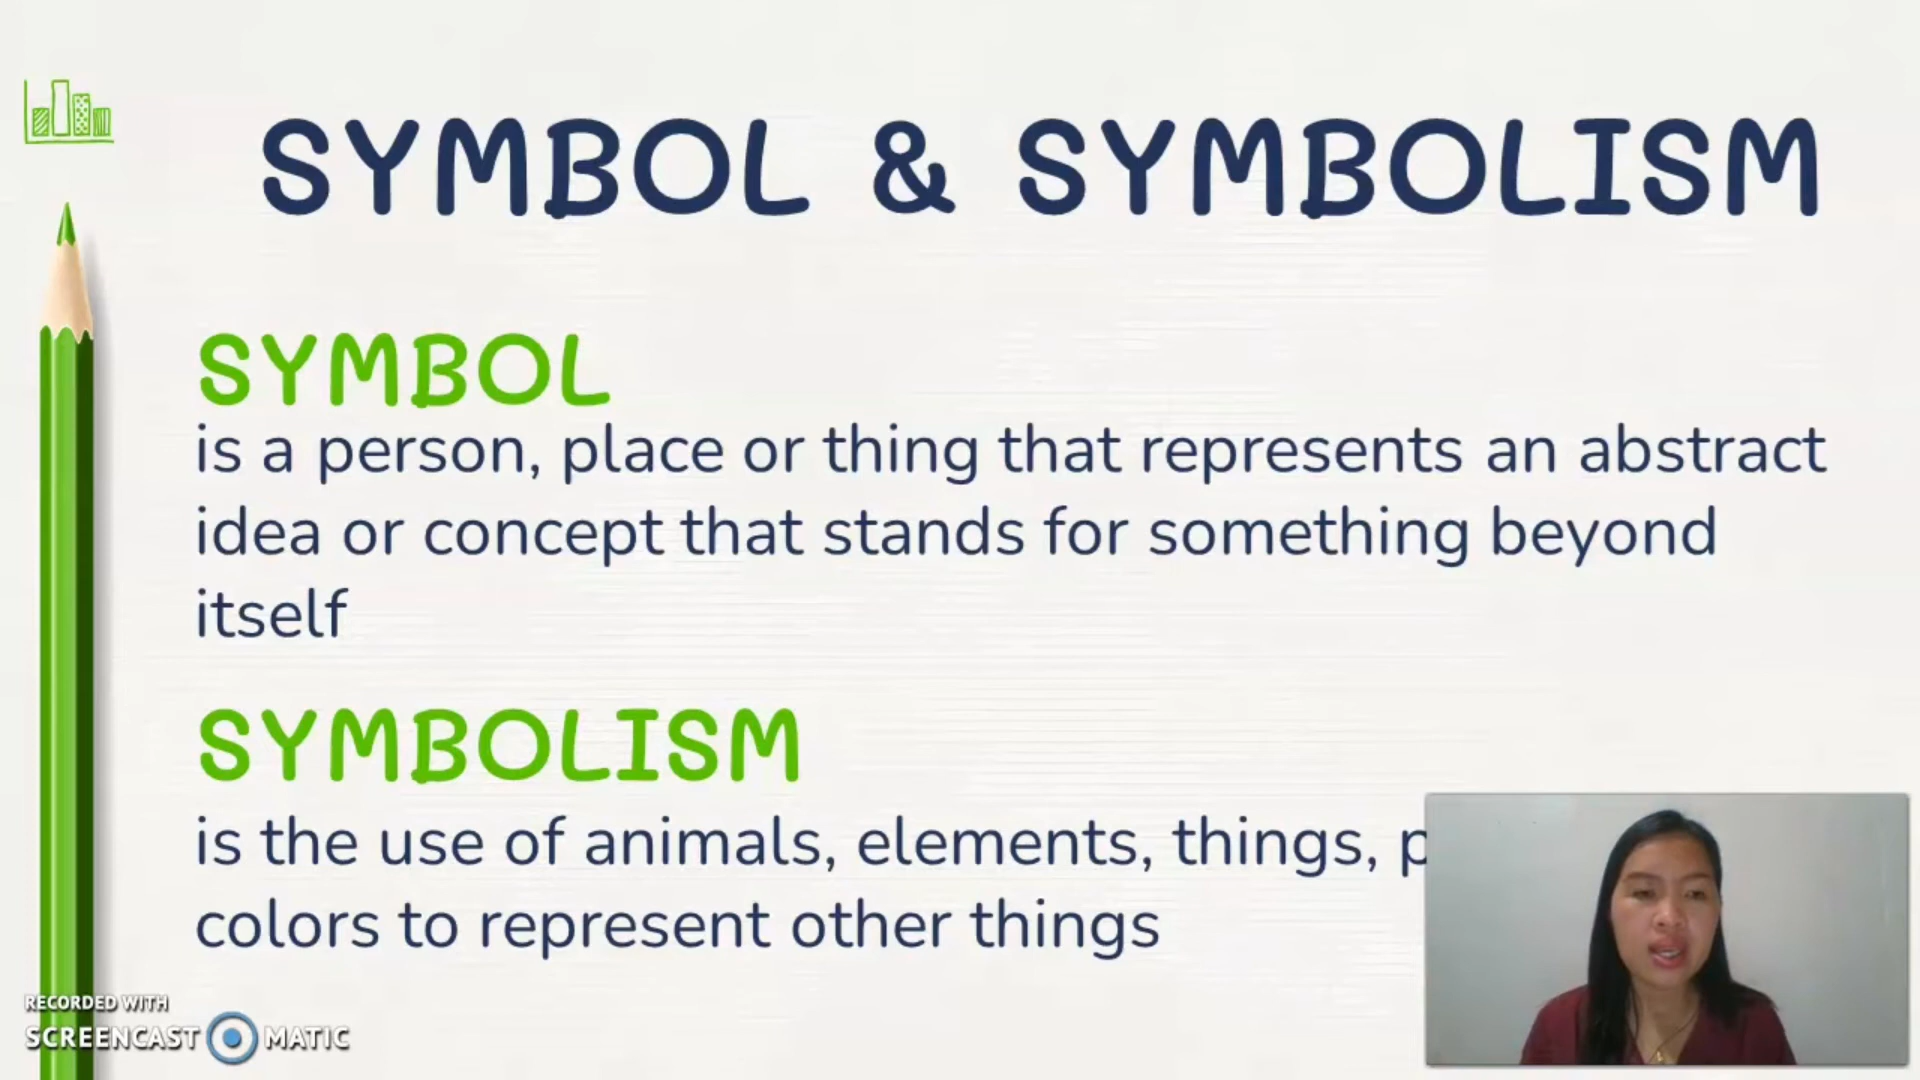 SYMBOL & SYMBOLISM
SYMBOL
is a person, place or thing that represents an abstract
idea or concept that stands for something beyond
itself
SYMBOLISM
is the use of animals, elements, things,
colors to represent other things
RECORDED WITH
SCREENCAST MATIC